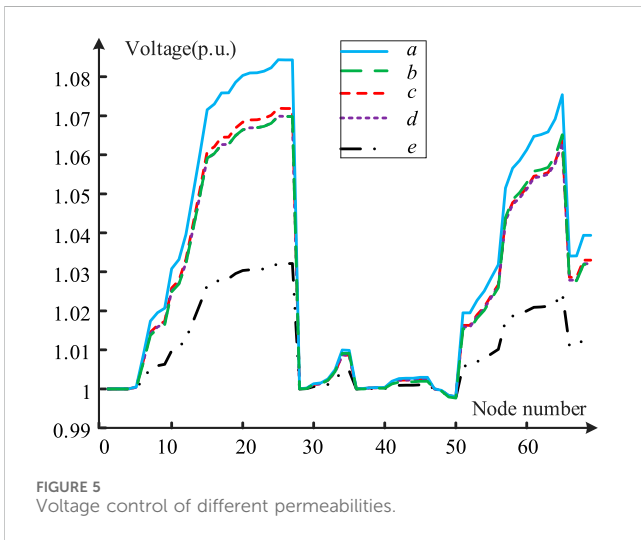 Voltage(p.u.)
a
b
c
d
e
1.08
1.07
1.06
1.05
1.04
1.03
1.02
1.01
1
0.99
Node number
0 10 20 30 40 50 60
FIGURE 5
Voltage control of different permeabilities.